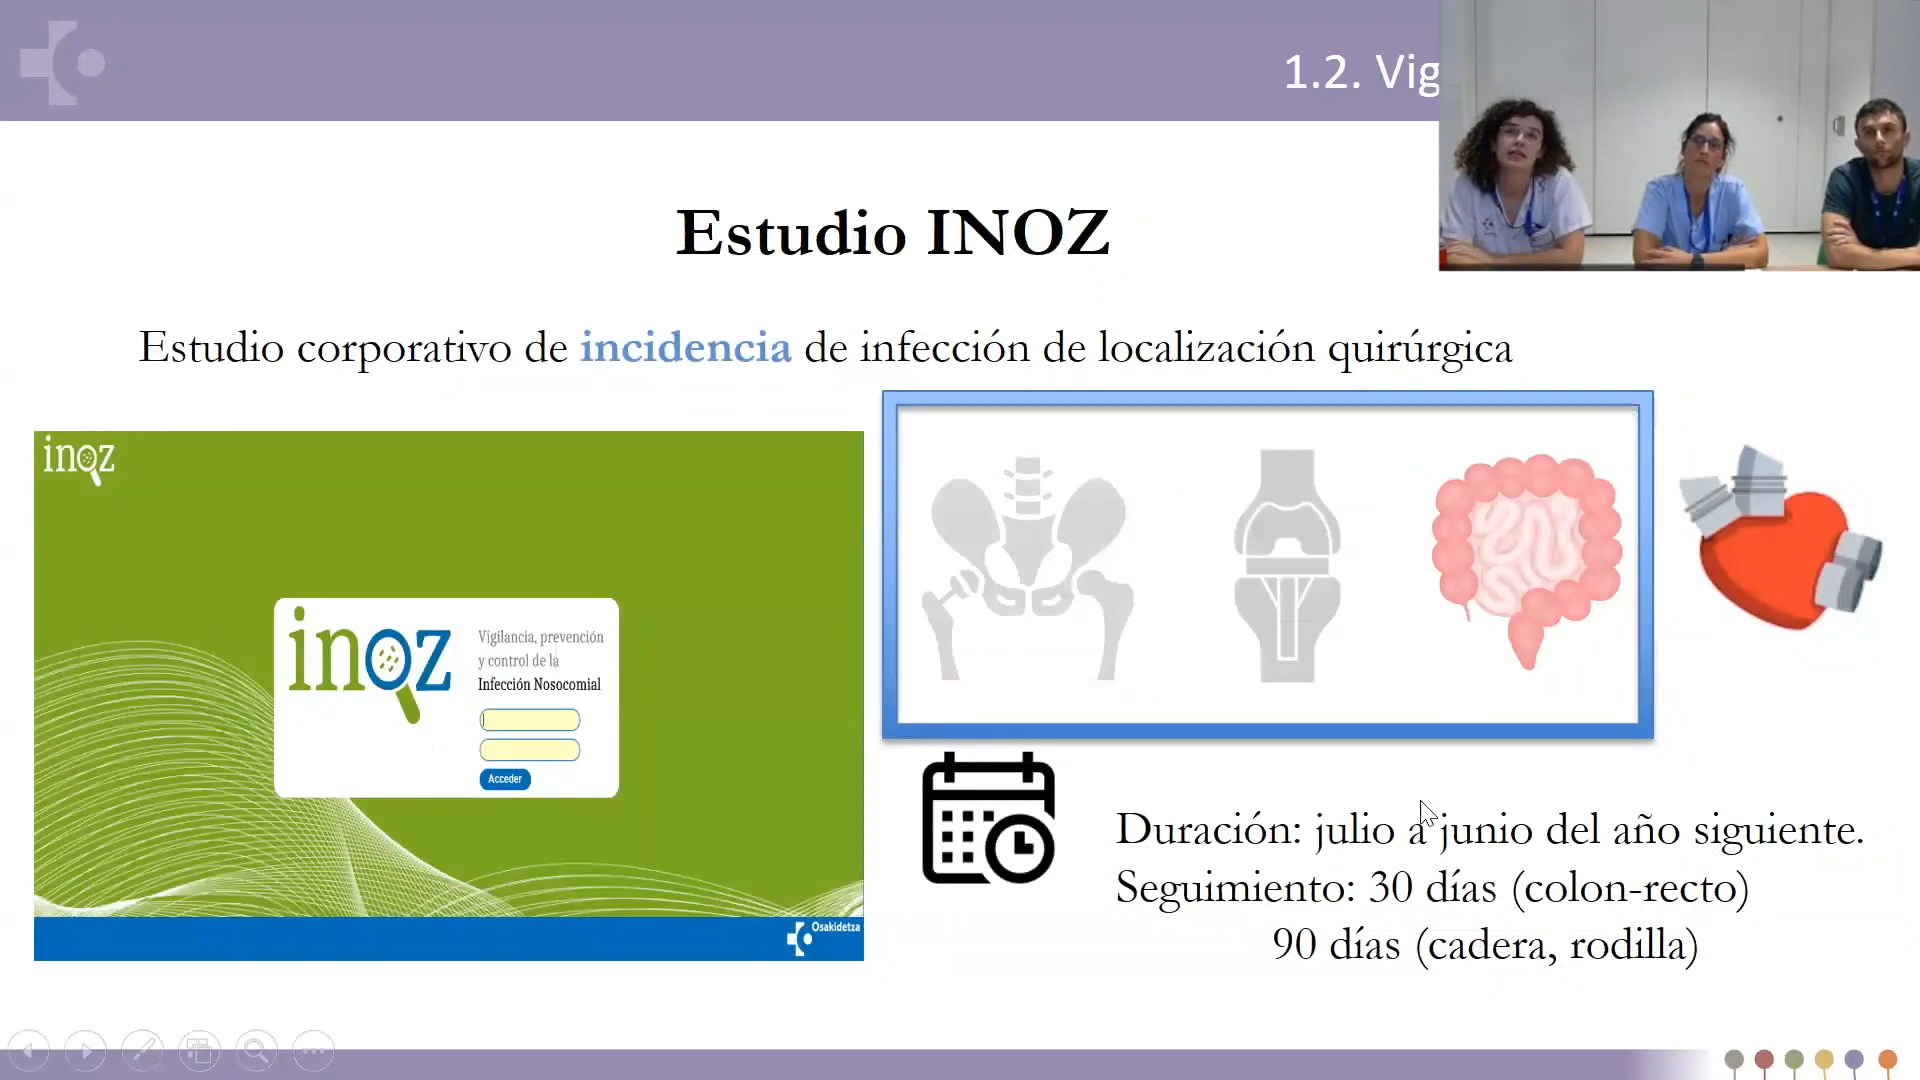 1.2. Vig
Estudio INOZ
Estudio corporativo de incidencia de infección de localización quirúrgica
inoz
inoz
Vigilancia, prevención
y control de la
Infección Nosocomial
Acceder
Osakidetza
Duración: julio a junio del año siguiente.
Seguimiento: 30 días (colon-recto)
90 días (cadera, rodilla)